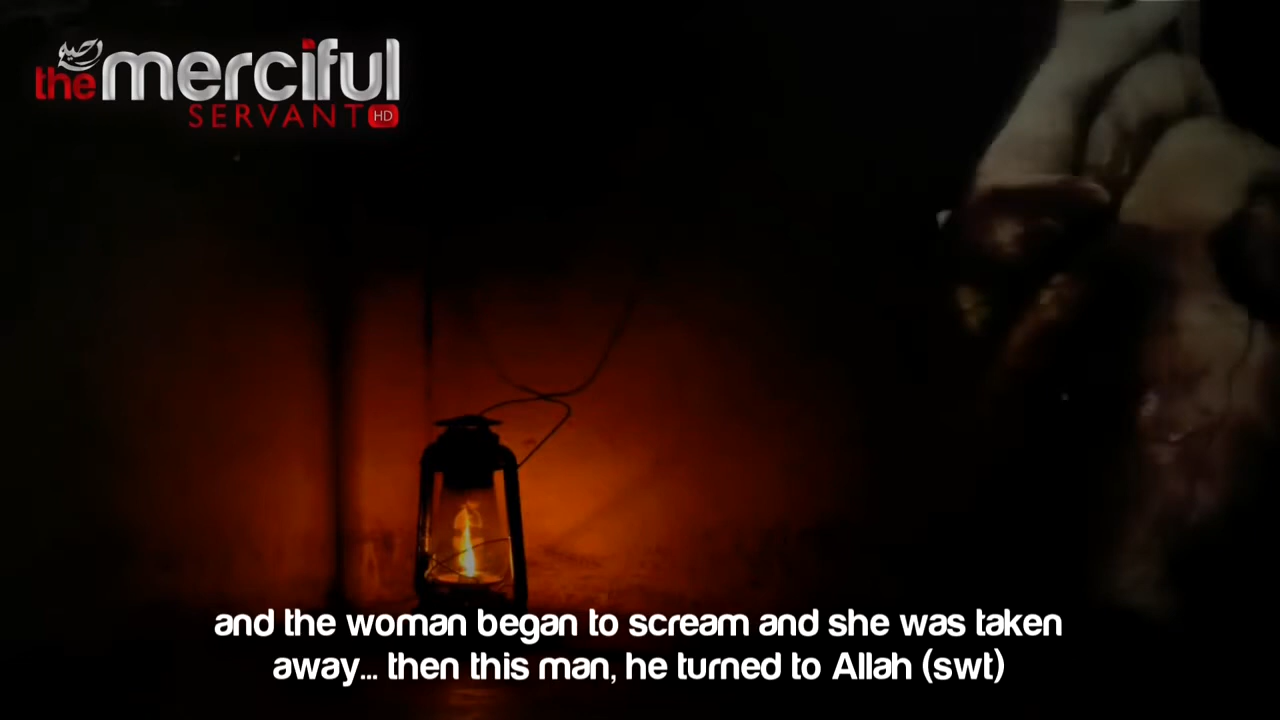 the merciful
SERVANT HD
and the woman began to scream and she was taken
away... then this man, he turned to Allah (swt)